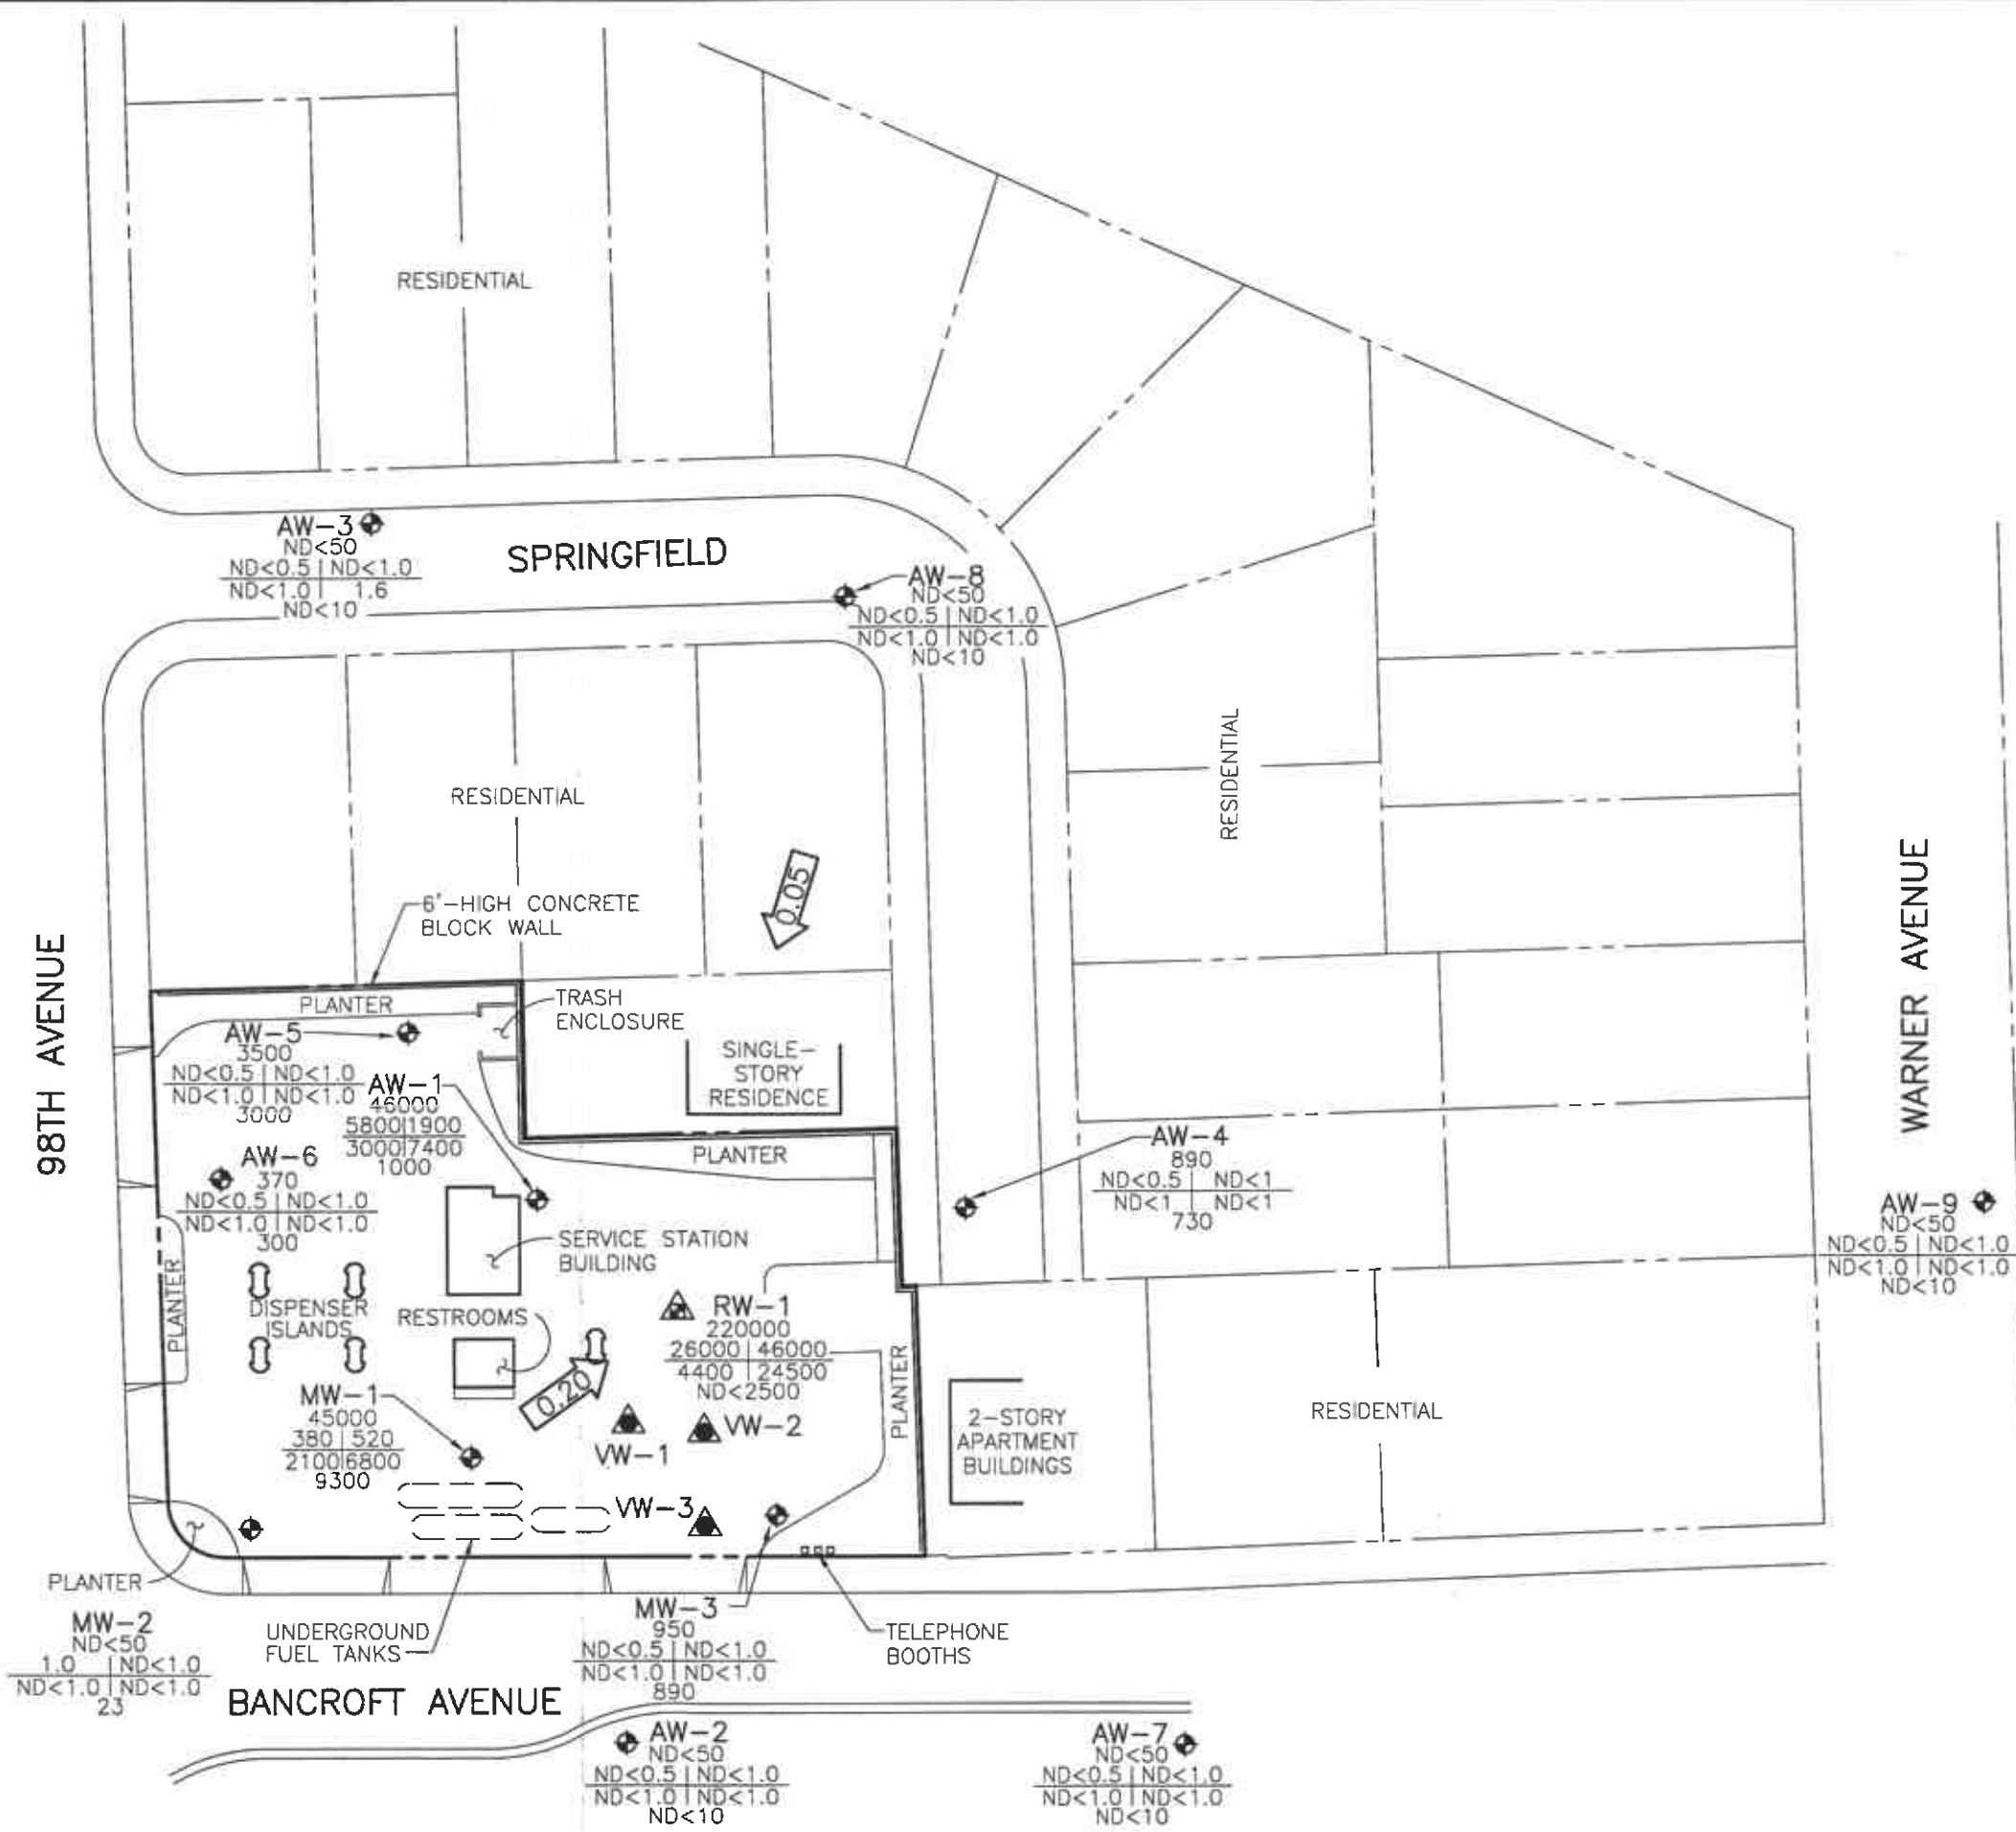 RESIDENTIAL
AW-3
ND<50
ND<0.5 | ND<1.0
ND<1.0 | 1.6
ND<10
SPRINGFIELD
AW-8
ND<50
ND<0.5 | ND<1.0
ND<1.0 | ND<1.0
ND<10
RESIDENTIAL
RESIDENTIAL
0.05
6'-HIGH CONCRETE
BLOCK WALL
98TH AVENUE
WARNER AVENUE
PLANTER
TRASH
ENCLOSURE
AW-5
3500
ND<0.5 | ND<1.0
ND<1.0 | ND<1.0
3000
AW-1
46000
5800|1900
3000|7400
1000
SINGLE-
STORY
RESIDENCE
PLANTER
AW-4
890
ND<0.5 | ND<1
ND<1 | ND<1
730
AW-6
370
ND<0.5 | ND<1.0
ND<1.0 | ND<1.0
300
AW-9
ND<50
ND<0.5 | ND<1.0
ND<1.0 | ND<1.0
ND<10
SERVICE STATION
BUILDING
PLANTER
DISPENSER
ISLANDS
RESTROOMS
RW-1
220000
26000 | 46000
4400 | 24500
ND<2500
PLANTER
0.20
MW-1
45000
380 | 520
2100|6800
9300
VW-1
VW-2
VW-3
2-STORY
APARTMENT
BUILDINGS
RESIDENTIAL
PLANTER
MW-2
ND<50
1.0 | ND<1.0
ND<1.0 | ND<1.0
23
UNDERGROUND
FUEL TANKS
MW-3
950
ND<0.5 | ND<1.0
ND<1.0 | ND<1.0
890
TELEPHONE
BOOTHS
BANCROFT AVENUE
AW-2
ND<50
ND<0.5 | ND<1.0
ND<1.0 | ND<1.0
ND<10
AW-7
ND<50
ND<0.5 | ND<1.0
ND<1.0 | ND<1.0
ND<10